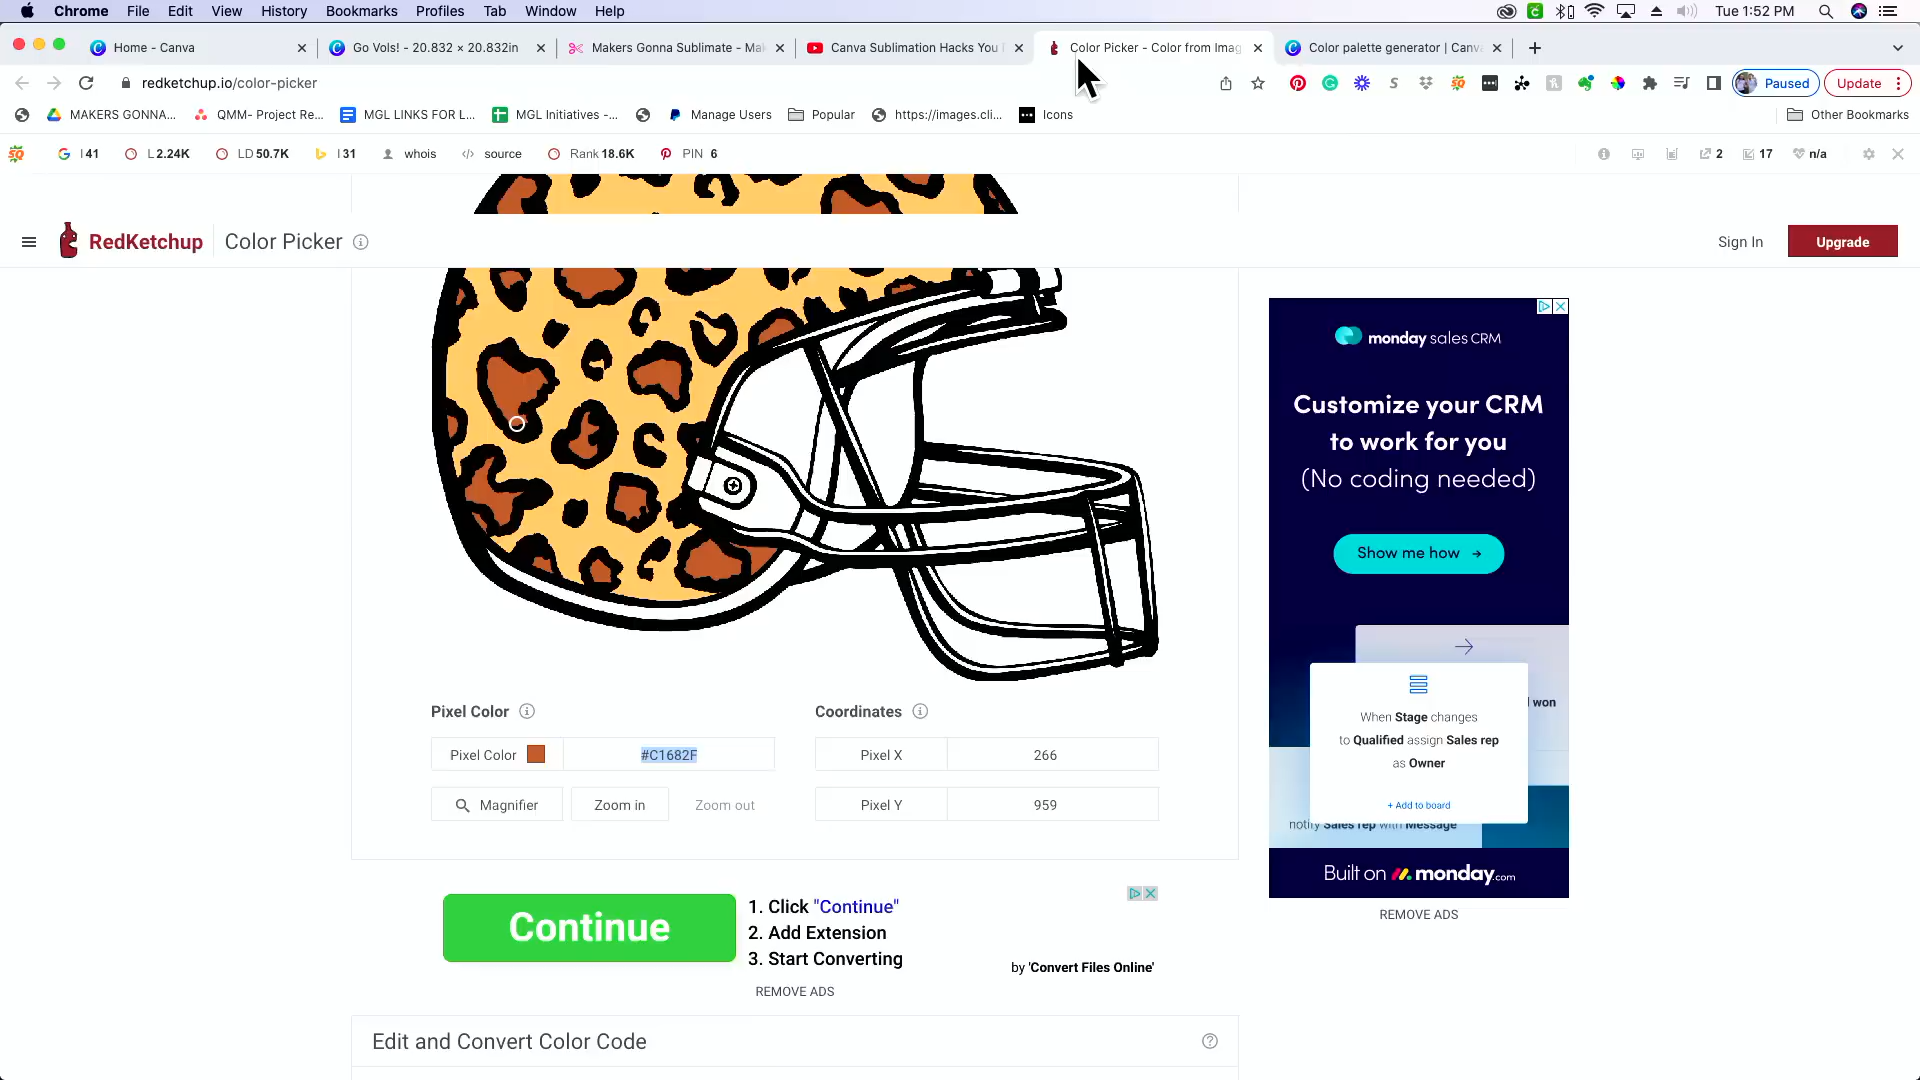 Chrome File Edit View History Bookmarks Profiles Tab Window Help Tue 1:52 PM
Home - Canva Go Vols! - 20.832 × 20.832in Makers Gonna Sublimate - Mak Canva Sublimation Hacks You Color Picker - Color from Imag Color palette generator | Canva
redketchup.io/color-picker Paused Update
MAKERS GONNA... QMM- Project Re... MGL LINKS FOR L... MGL Initiatives -... Manage Users Popular https://images.cli... Icons Other Bookmarks
I 41 L 2.24K LD 50.7K I 31 whois source Rank 18.6K PIN 6 2 17 n/a
RedKetchup Color Picker Sign In Upgrade
monday sales CRM
Customize your CRM
to work for you
(No coding needed)
Show me how →
won
When Stage changes
to Qualified assign Sales rep
as Owner
+ Add to board
notify Sales rep with Message
Built on monday.com
REMOVE ADS
Pixel Color
Pixel Color #C1682F
Magnifier Zoom in Zoom out
Coordinates
Pixel X 266
Pixel Y 959
Continue
1. Click "Continue"
2. Add Extension
3. Start Converting
by 'Convert Files Online'
REMOVE ADS
Edit and Convert Color Code